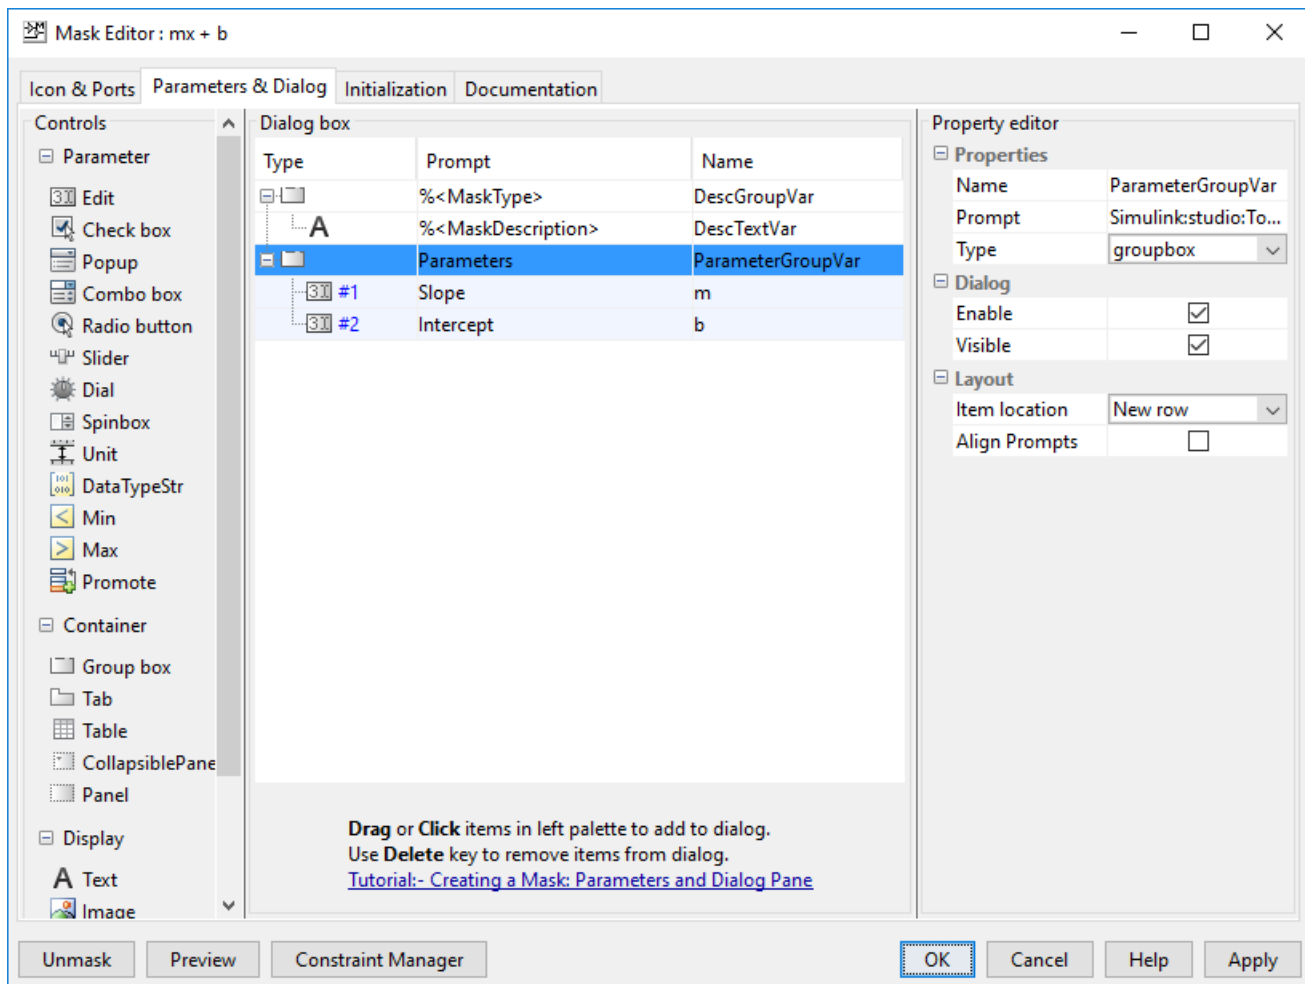 Mask Editor : mx + b
Icon & Ports Parameters & Dialog Initialization Documentation
Controls
Parameter
Edit
Check box
Popup
Combo box
Radio button
Slider
Dial
Spinbox
Unit
DataTypeStr
Min
Max
Promote
Container
Group box
Tab
Table
CollapsiblePane
Panel
Display
A Text
Image
Dialog box
Type Prompt Name
%<MaskType> DescGroupVar
A %<MaskDescription> DescTextVar
Parameters ParameterGroupVar
#1 Slope m
#2 Intercept b
Drag or Click items in left palette to add to dialog.
Use Delete key to remove items from dialog.
Tutorial:- Creating a Mask: Parameters and Dialog Pane
Property editor
Properties
Name ParameterGroupVar
Prompt Simulink:studio:To...
Type groupbox
Dialog
Enable
Visible
Layout
Item location New row
Align Prompts
Unmask Preview Constraint Manager OK Cancel Help Apply